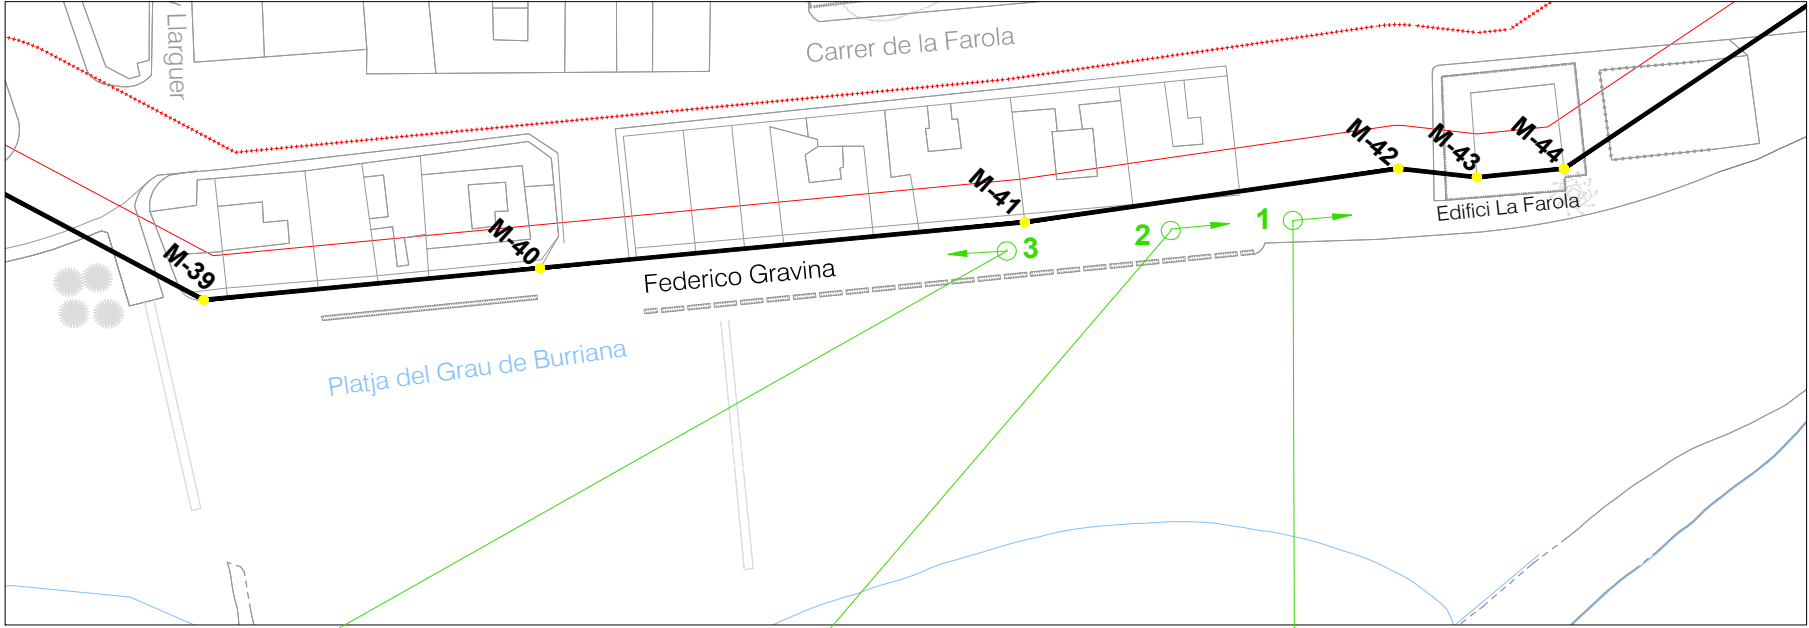 Llarguer
Carrer de la Farola
M-39
M-40
M-41
M-42
M-43
M-44
Edifici La Farola
1
2
3
Federico Gravina
Platja del Grau de Burriana